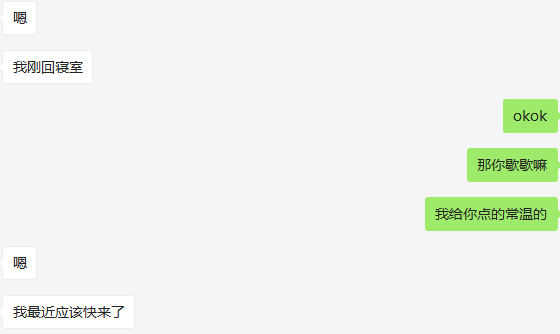 嗯
我刚回寝室
okok
那你歇歇嘛
我给你点的常温的
嗯
我最近应该快来了